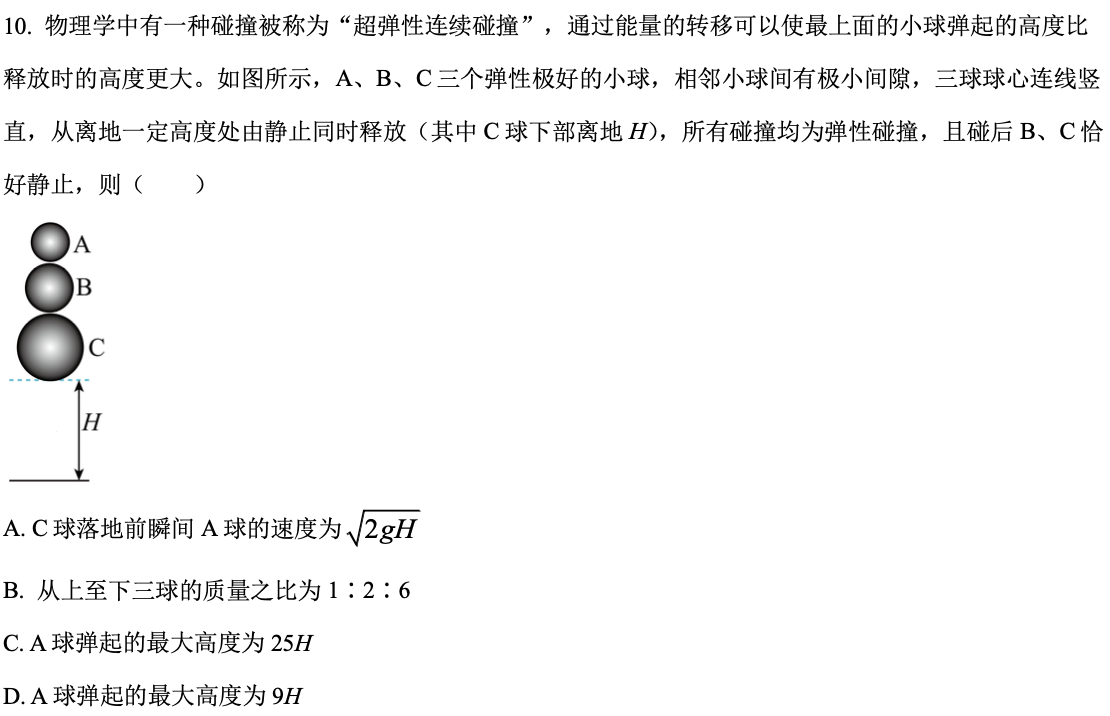 10. 物理学中有一种碰撞被称为“超弹性连续碰撞”，通过能量的转移可以使最上面的小球弹起的高度比
释放时的高度更大。如图所示，A、B、C 三个弹性极好的小球，相邻小球间有极小间隙，三球球心连线竖
直，从离地一定高度处由静止同时释放（其中 C 球下部离地 H），所有碰撞均为弹性碰撞，且碰后 B、C 恰
好静止，则（　　）
A
B
C
H
A. C 球落地前瞬间 A 球的速度为 √2gH
B. 从上至下三球的质量之比为 1∶2∶6
C. A 球弹起的最大高度为 25H
D. A 球弹起的最大高度为 9H